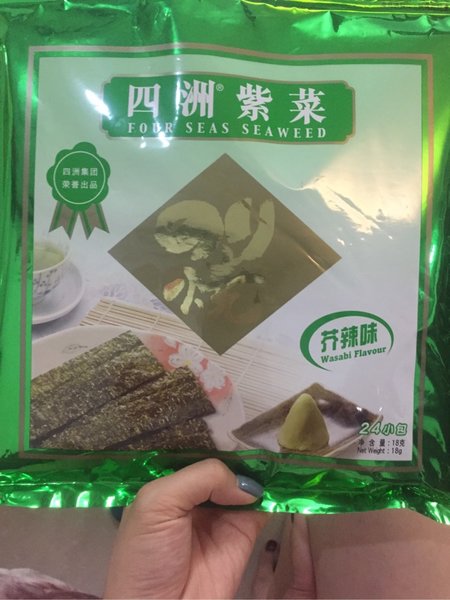 四洲®紫菜
FOUR SEAS SEAWEED
四洲集团
荣誉出品
芥辣味
Wasabi Flavour
24小包
净含量:18克
Net Weight:18g